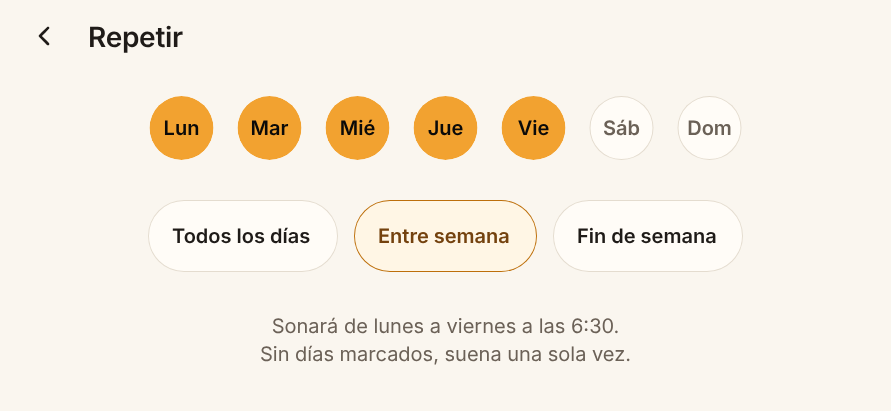 Repetir
Lun Mar Mié Jue Vie Sáb Dom
Todos los días Entre semana Fin de semana
Sonará de lunes a viernes a las 6:30.
Sin días marcados, suena una sola vez.